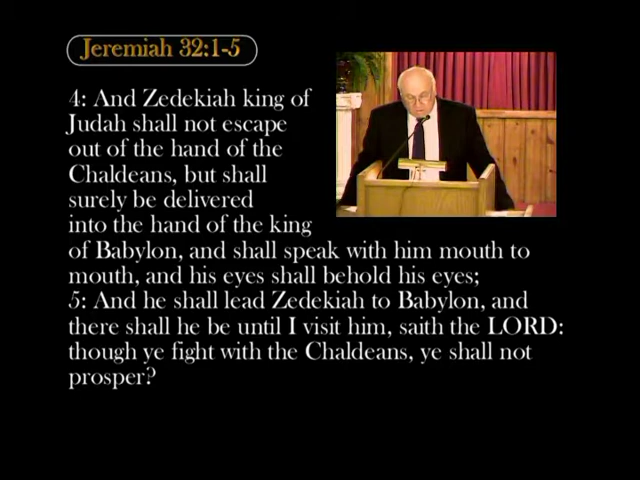 Jeremiah 32:1-5
4: And Zedekiah king of
Judah shall not escape
out of the hand of the
Chaldeans, but shall
surely be delivered
into the hand of the king
of Babylon, and shall speak with him mouth to
mouth, and his eyes shall behold his eyes;
5: And he shall lead Zedekiah to Babylon, and
there shall he be until I visit him, saith the LORD:
though ye fight with the Chaldeans, ye shall not
prosper?